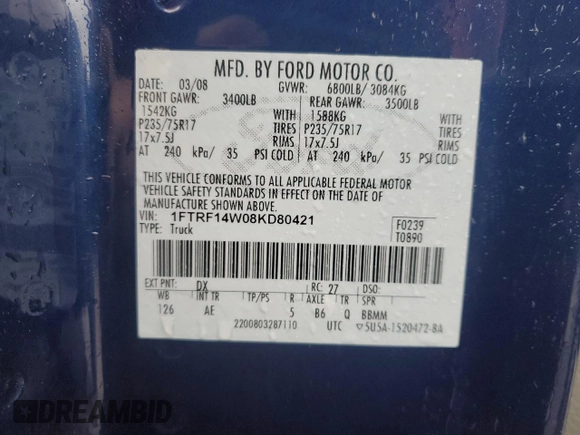 MFD. BY FORD MOTOR CO.
DATE: 03/08 GVWR: 6800LB/ 3084KG
FRONT GAWR: 3400LB REAR GAWR: 3500LB
1542KG WITH 1588KG WITH
P235/75R17 TIRES P235/75R17 TIRES
17x7.5J RIMS 17x7.5J RIMS
AT 240 kPa/ 35 PSI COLD AT 240 kPa/ 35 PSI COLD
THIS VEHICLE CONFORMS TO ALL APPLICABLE FEDERAL MOTOR
VEHICLE SAFETY STANDARDS IN EFFECT ON THE DATE OF
MANUFACTURE SHOWN ABOVE.
VIN: 1FTRF14W08KD80421 F0239
TYPE: Truck T0890
EXT PNT: DX RC: 27 DSO:
WB INT TR TP/PS R AXLE TR SPR
126 AE 5 B6 Q BBMM
2200803287110 UTC 5U5A-1520472-BA
DREAMBID